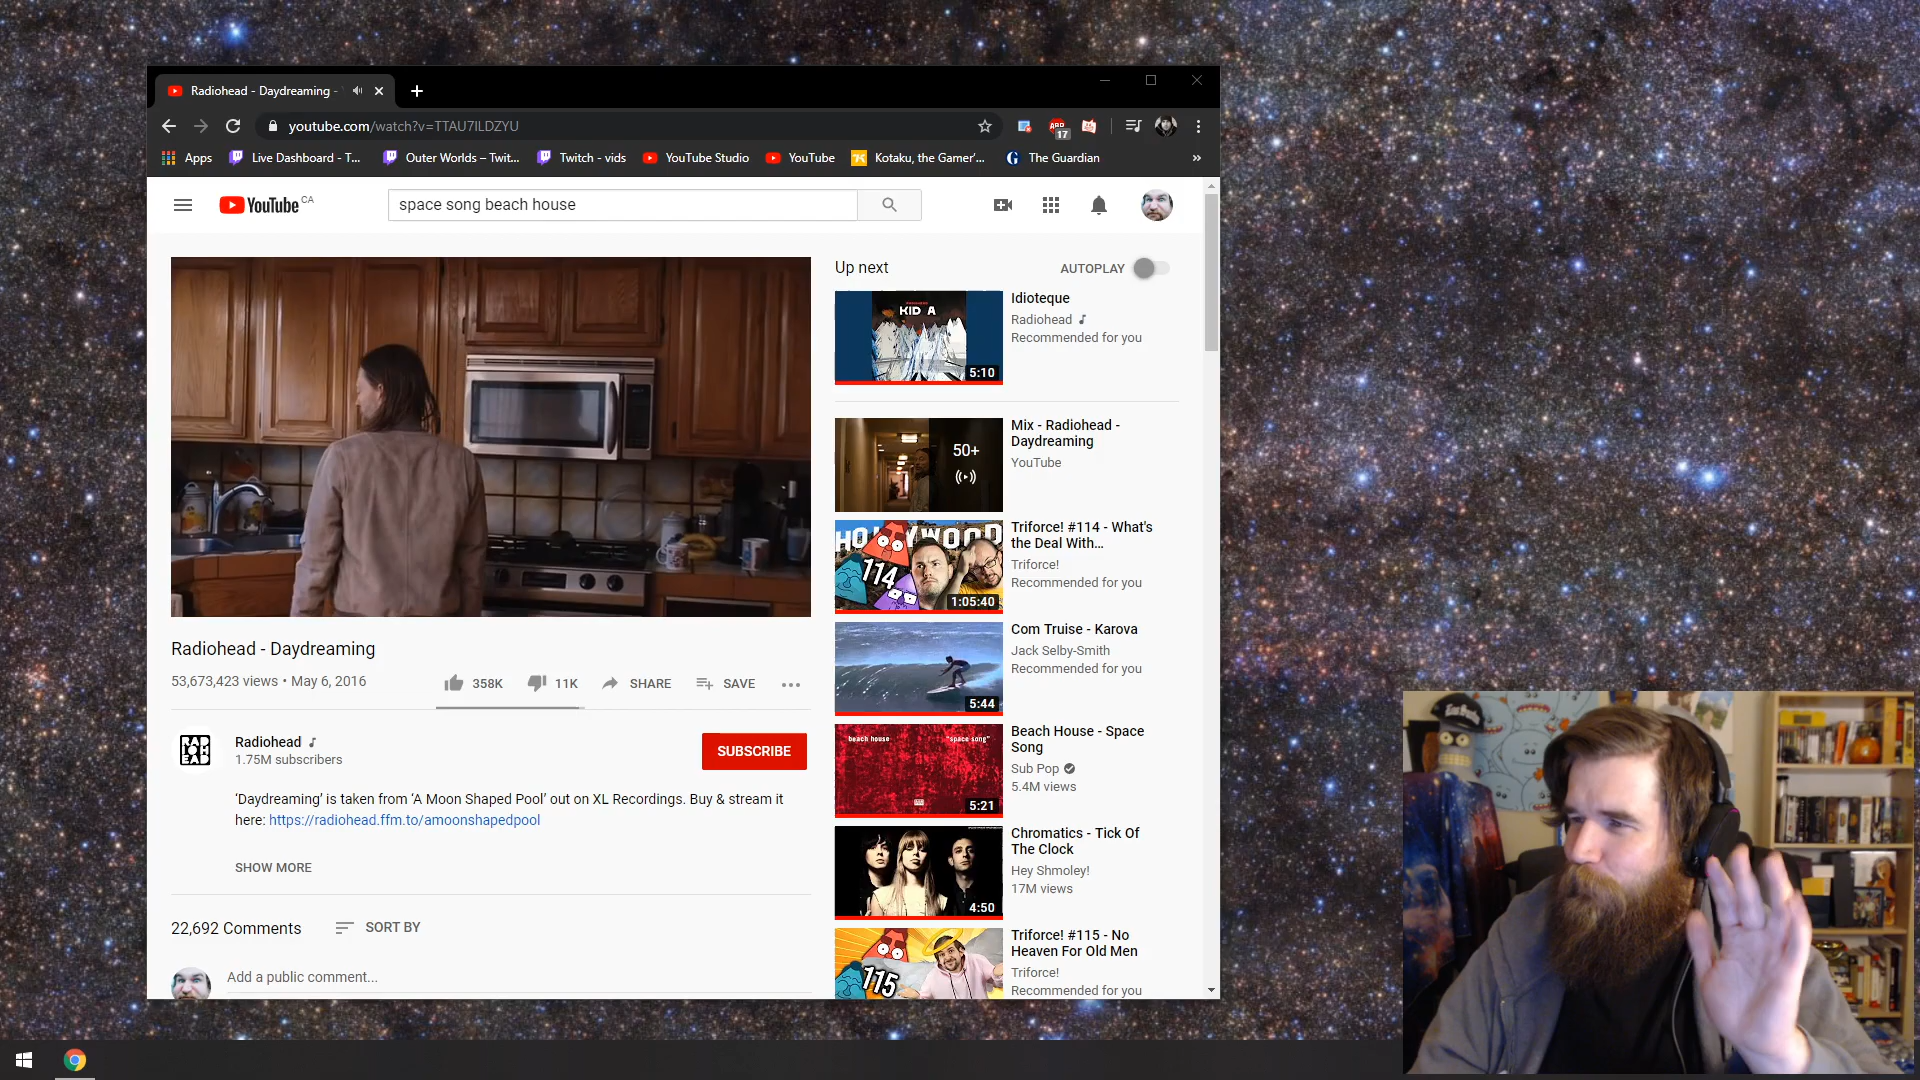 Radiohead - Daydreaming -
youtube.com/watch?v=TTAU7ILDZYU
17
Apps
Live Dashboard - T...
Outer Worlds – Twit...
Twitch - vids
YouTube Studio
YouTube
Kotaku, the Gamer'...
The Guardian
YouTube CA
space song beach house
Up next
AUTOPLAY
KID A
5:10
Idioteque
Radiohead
Recommended for you
50+
Mix - Radiohead -
Daydreaming
YouTube
HOLLYWOOD
114
1:05:40
Triforce! #114 - What's
the Deal With...
Triforce!
Recommended for you
5:44
Com Truise - Karova
Jack Selby-Smith
Recommended for you
beach house
"space song"
5:21
Beach House - Space
Song
Sub Pop
5.4M views
4:50
Chromatics - Tick Of
The Clock
Hey Shmoley!
17M views
115
Triforce! #115 - No
Heaven For Old Men
Triforce!
Recommended for you
Radiohead - Daydreaming
53,673,423 views • May 6, 2016
358K
11K
SHARE
SAVE
Radiohead
1.75M subscribers
SUBSCRIBE
‘Daydreaming’ is taken from ‘A Moon Shaped Pool’ out on XL Recordings. Buy & stream it
here: https://radiohead.ffm.to/amoonshapedpool
SHOW MORE
22,692 Comments
SORT BY
Add a public comment...